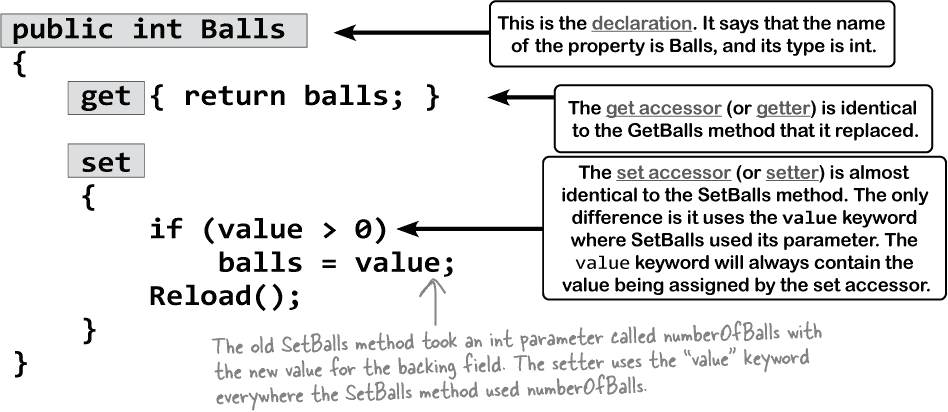 public int Balls
This is the declaration. It says that the name
of the property is Balls, and its type is int.
{
get { return balls; }
The get accessor (or getter) is identical
to the GetBalls method that it replaced.
set
{
if (value > 0)
balls = value;
Reload();
}
}
The set accessor (or setter) is almost
identical to the SetBalls method. The only
difference is it uses the value keyword
where SetBalls used its parameter. The
value keyword will always contain the
value being assigned by the set accessor.
The old SetBalls method took an int parameter called numberOfBalls with
the new value for the backing field. The setter uses the “value” keyword
everywhere the SetBalls method used numberOfBalls.